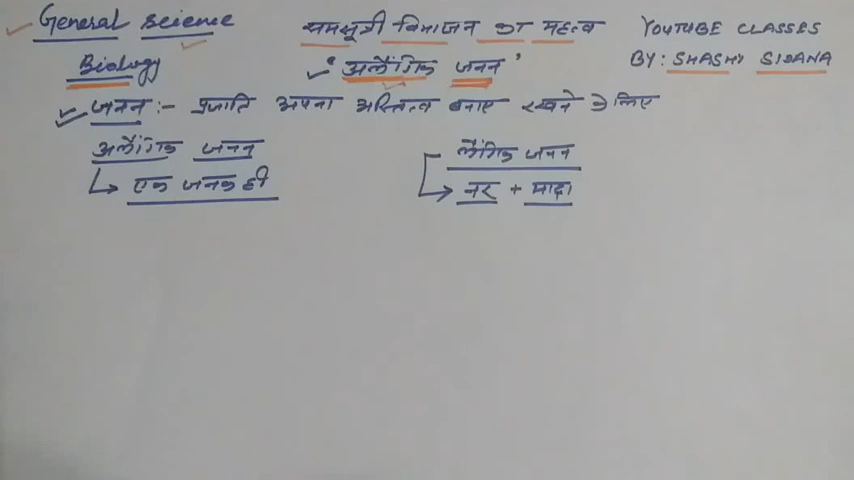 General Science
समसूत्री विभाजन का महत्व
YOUTUBE CLASSES
BY: SHASHI SIDANA
Biology
'अलैंगिक जनन'
जनन :- प्रजाति अपना अस्तित्व बनाए रखने के लिए
अलैंगिक जनन
एक जनक ही
लैंगिक जनन
नर + मादा